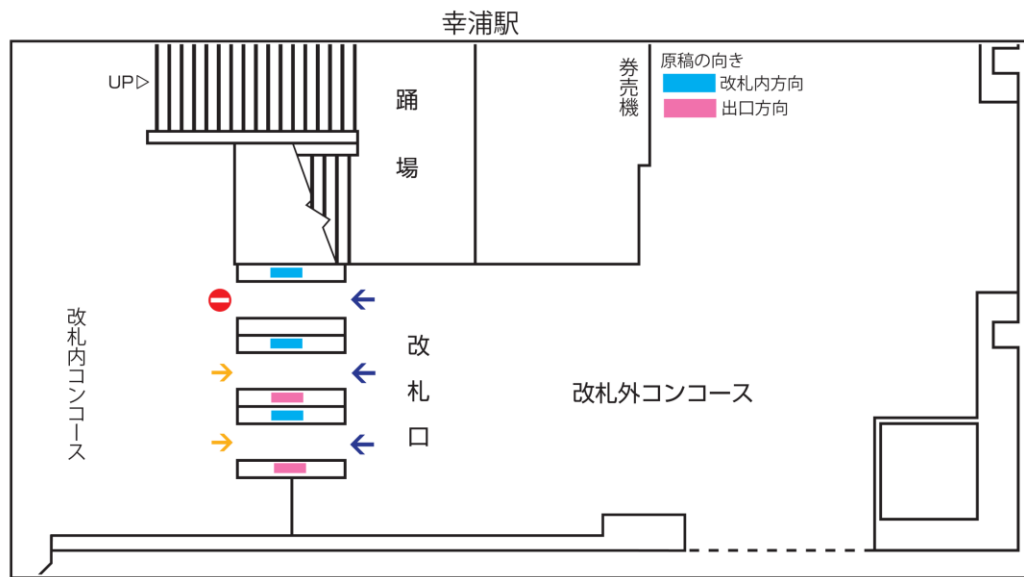 幸浦駅
UP
踊場
券売機
原稿の向き
改札内方向
出口方向
改札内コンコース
改札口
改札外コンコース